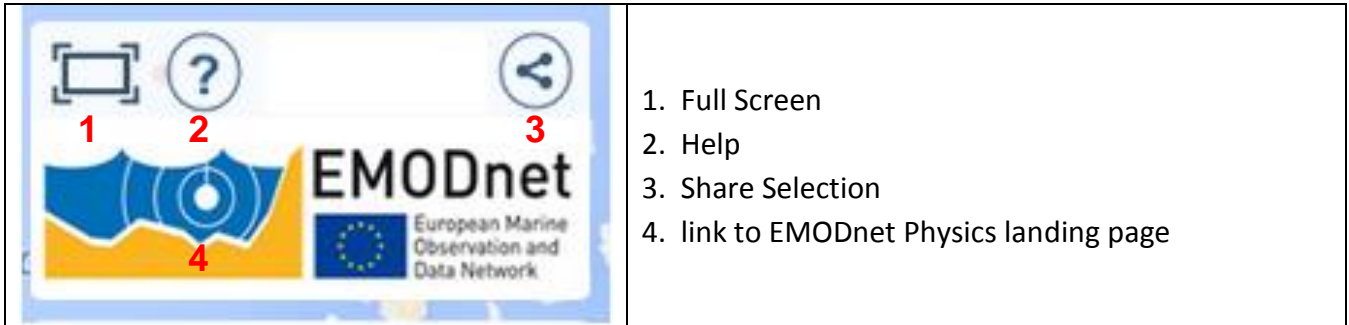 ?
1 2 3
EMODnet
European Marine
Observation and
Data Network
4
1. Full Screen
2. Help
3. Share Selection
4. link to EMODnet Physics landing page